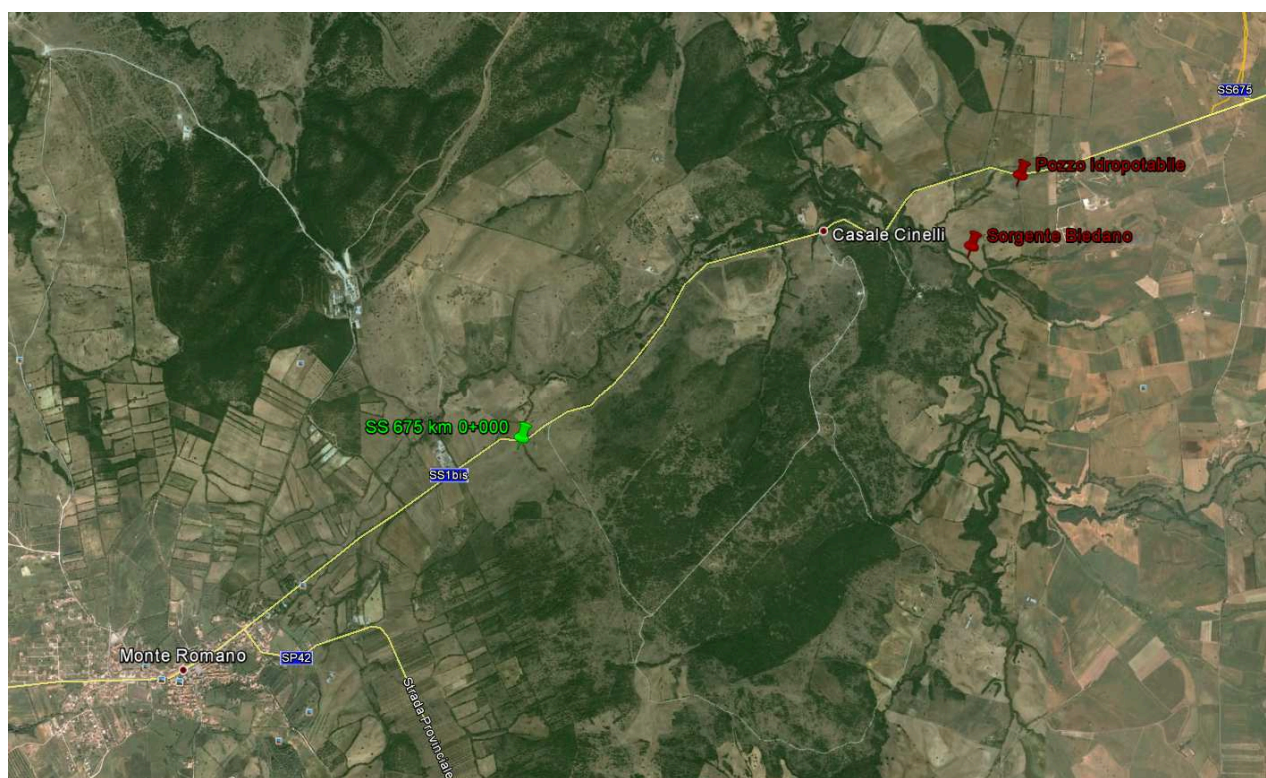 SS675
Pozzo Idropotabile
Casale Cinelli
Sorgente Biedano
SS 675 km 0+000
SS1bis
Monte Romano
SP42
Strada Provinciale